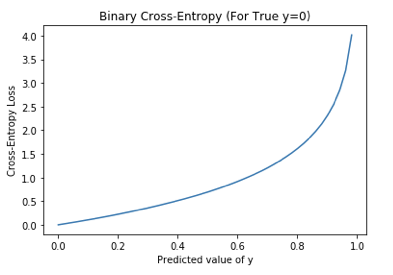 Binary Cross-Entropy (For True y=0)
Cross-Entropy Loss
4.0
3.5
3.0
2.5
2.0
1.5
1.0
0.5
0.0
0.0 0.2 0.4 0.6 0.8 1.0
Predicted value of y